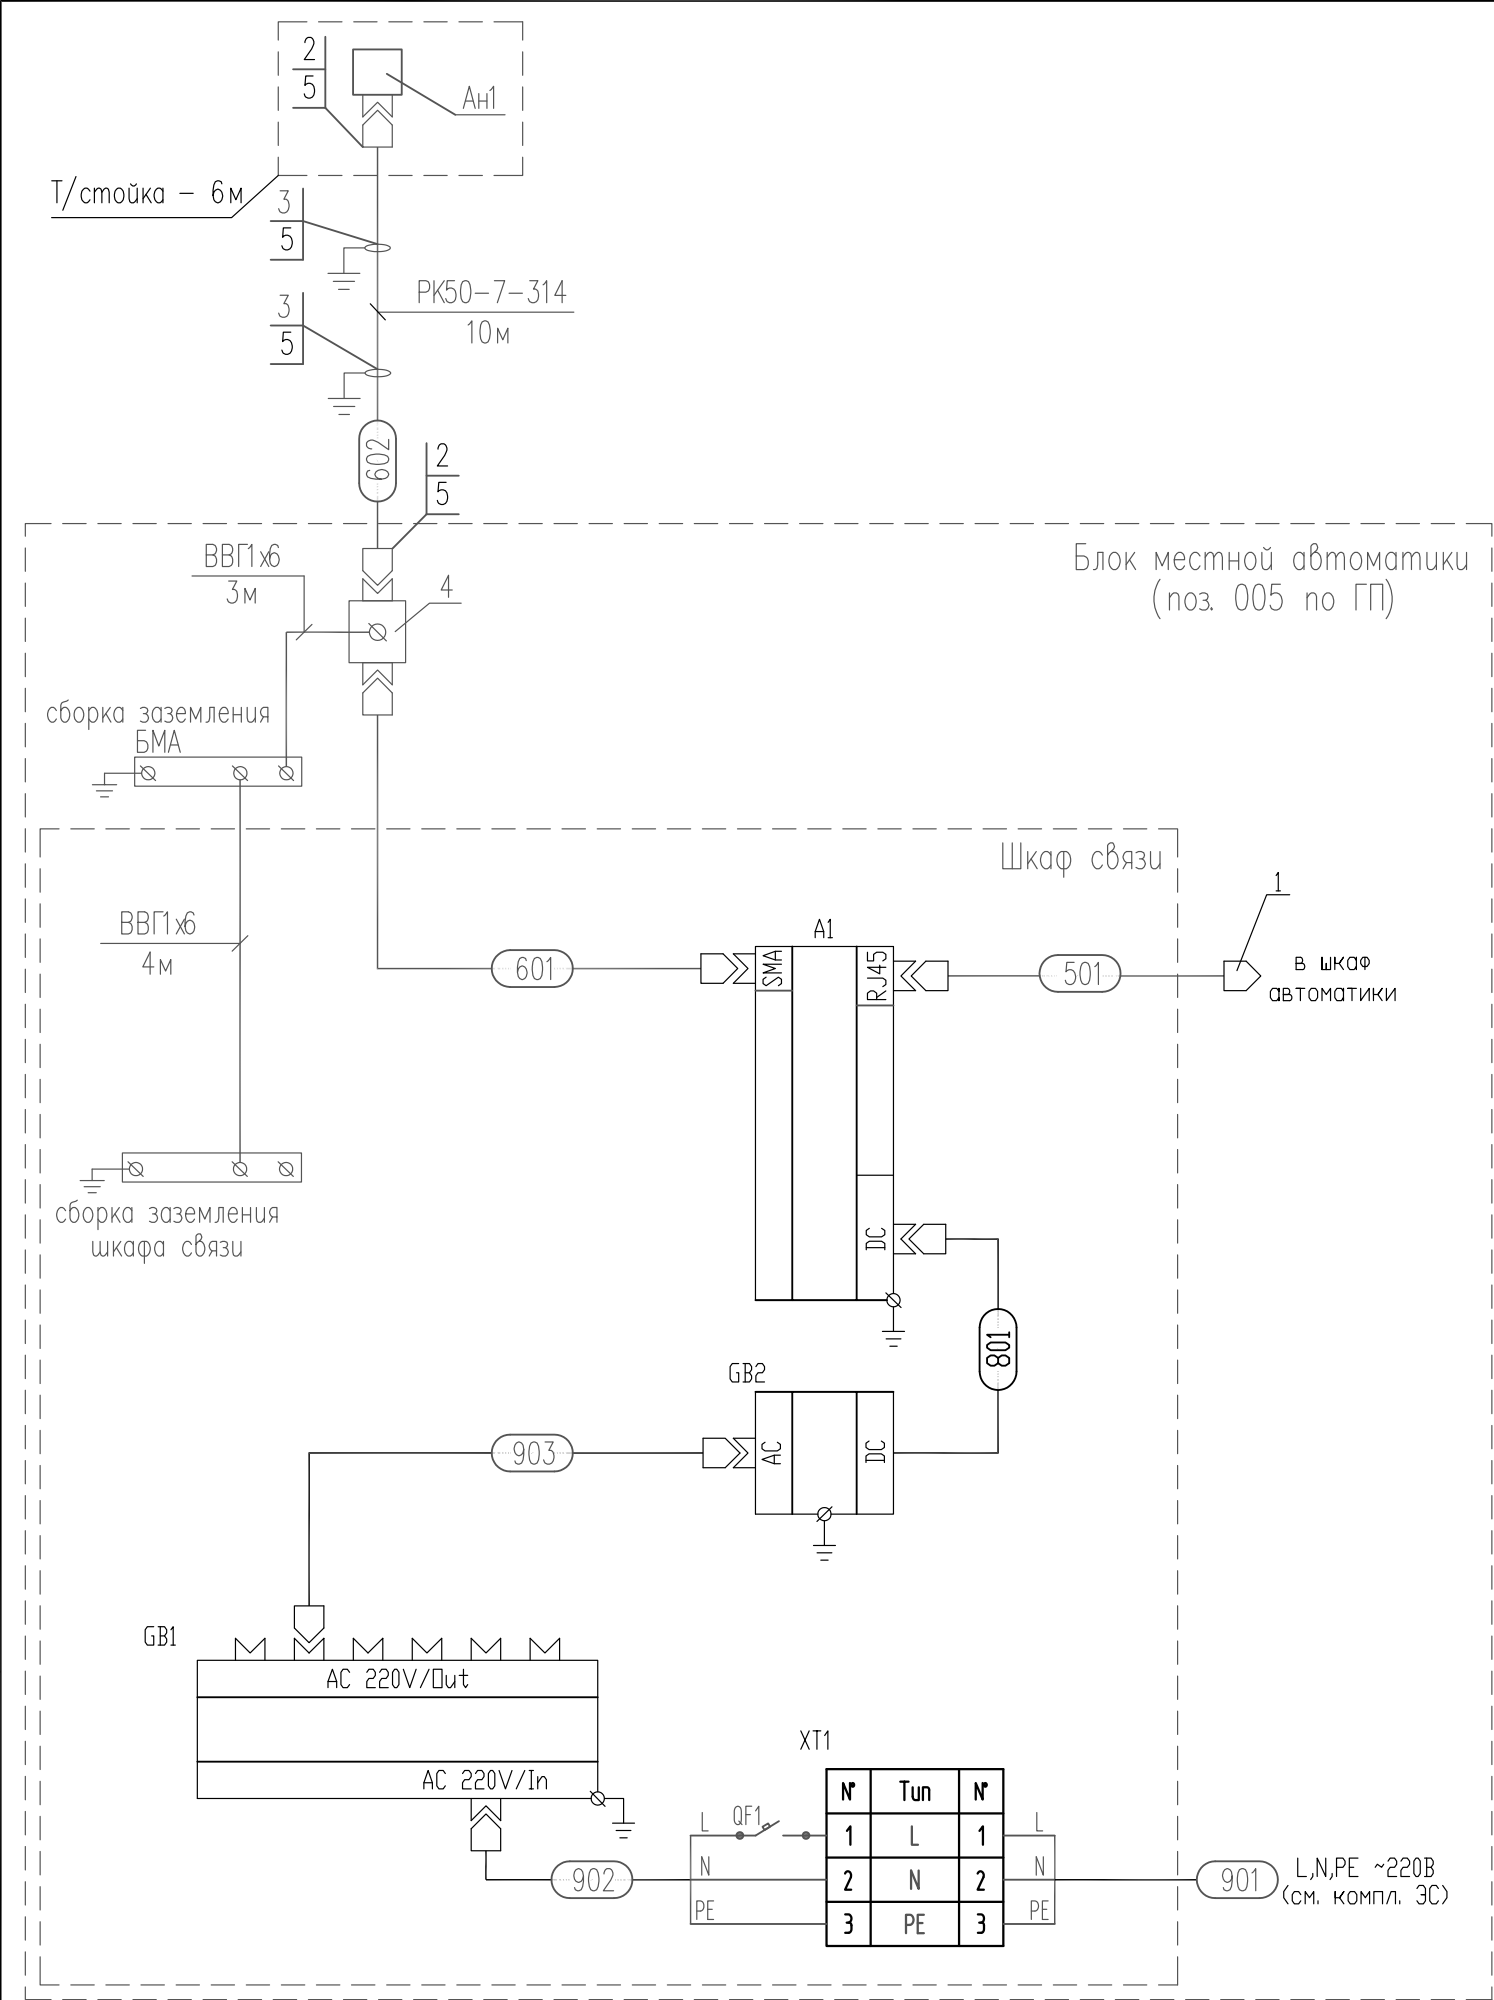 2
5
Ан1
Т/стойка - 6м
3
5
РК50-7-314
10м
3
5
602
2
5
Блок местной автоматики
(поз. 005 по ГП)
ВВГ1х6
3м
4
сборка заземления
БМА
Шкаф связи
1
ВВГ1х6
4м
А1
601
SMA
RJ45
501
в шкаф
автоматики
сборка заземления
шкафа связи
DC
801
GB2
903
AC
DC
GB1
AC 220V/Out
AC 220V/In
XT1
№ Тип №
L QF1 1 L 1 L
N 2 N 2 N
PE 3 PE 3 PE
902
901
L,N,PE ~220В
(см. компл. ЭС)